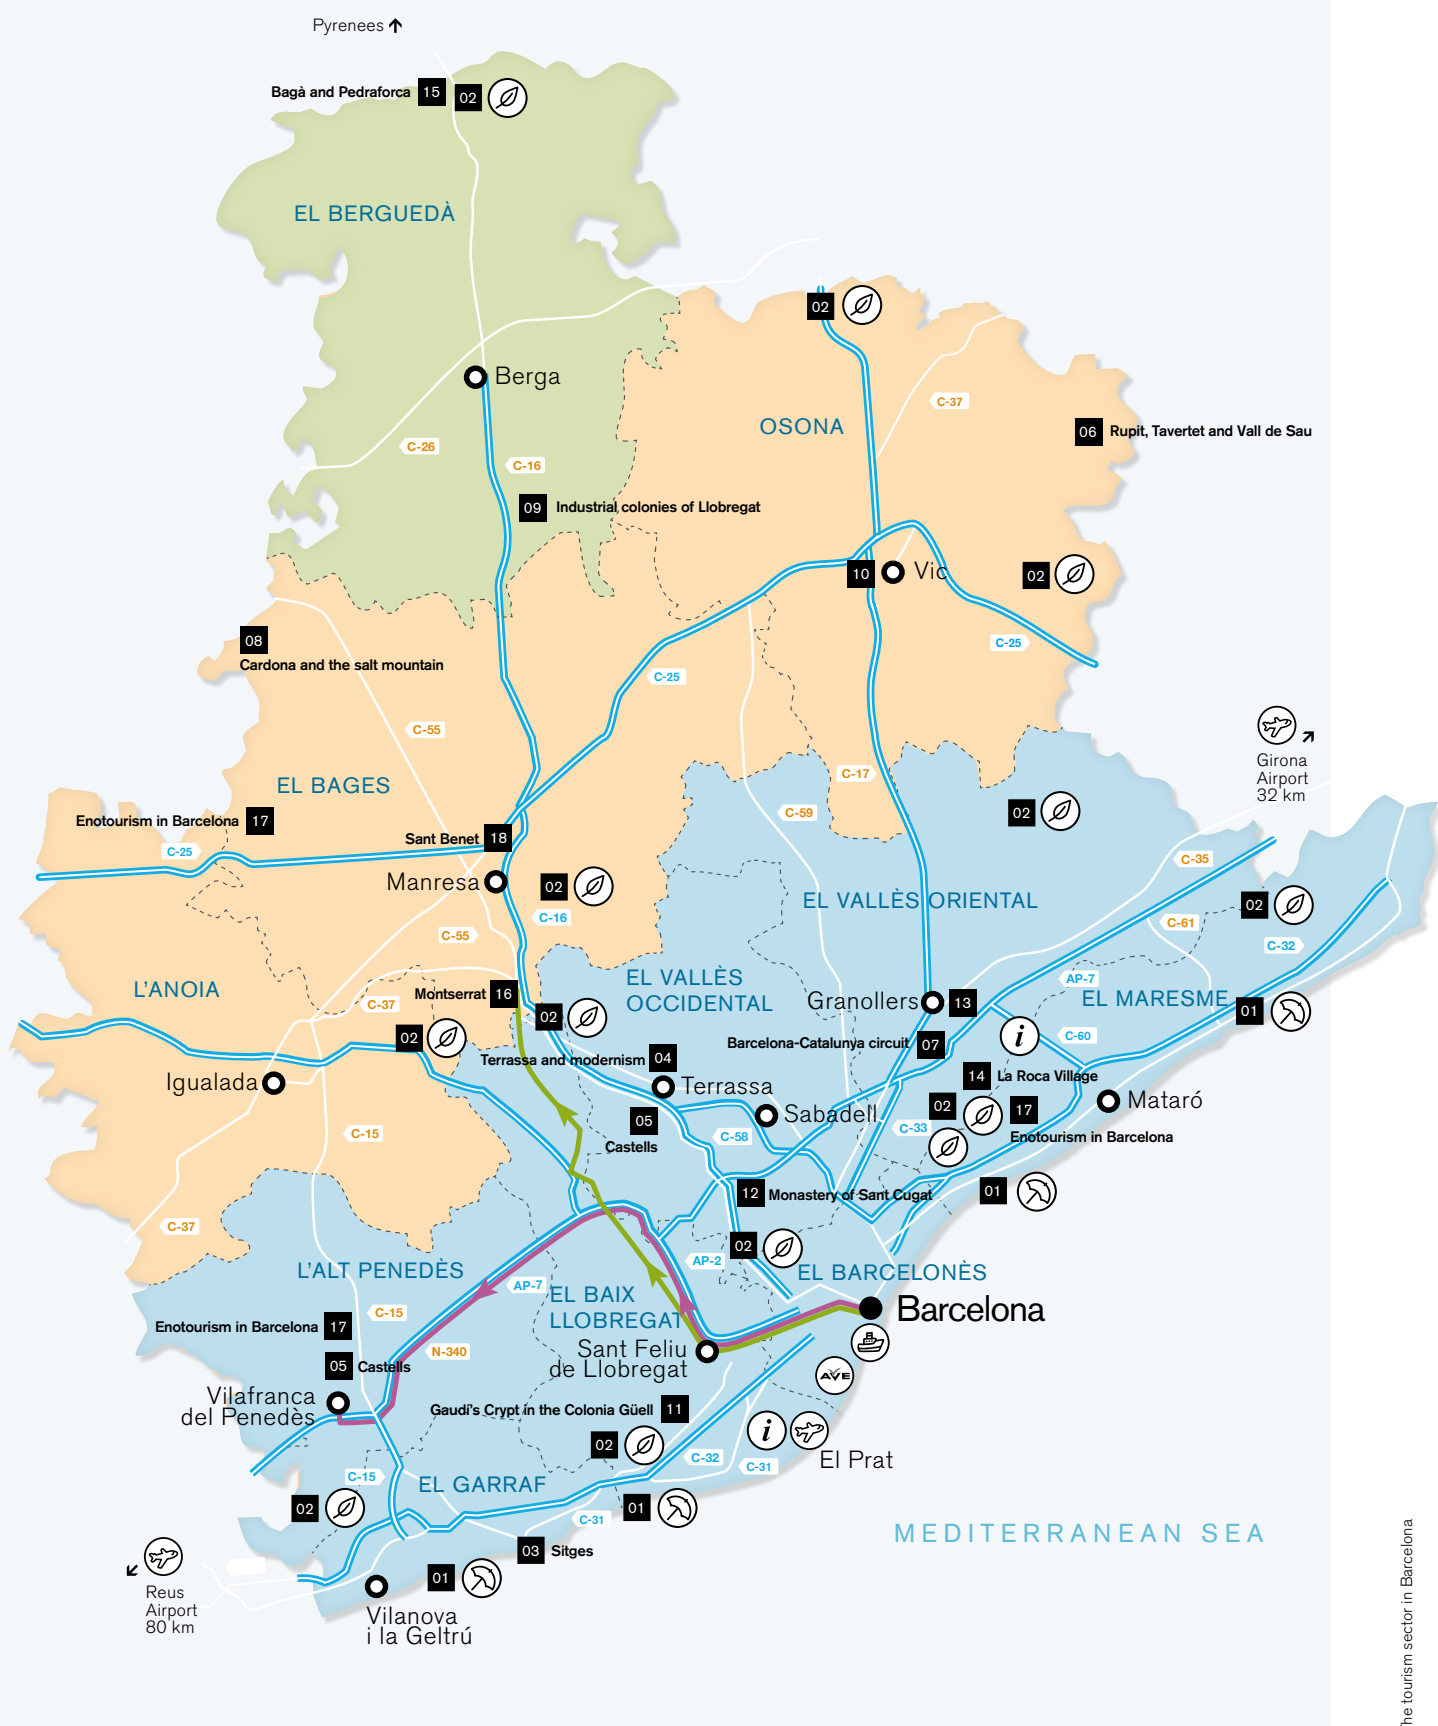 Pyrenees
Bagà and Pedraforca 15 02
EL BERGUEDÀ
02
Berga
C-37
OSONA
06 Rupit, Tavertet and Vall de Sau
C-26
C-16
09 Industrial colonies of Llobregat
10 Vic
02
08
Cardona and the salt mountain
C-25
C-25
C-55
Girona
Airport
32 km
C-17
EL BAGES
C-59
02
Enotourism in Barcelona 17
Sant Benet 18
C-25
C-35
Manresa
02
C-16
EL VALLÈS ORIENTAL
02
C-61
C-55
C-32
L'ANOIA
EL VALLÈS
OCCIDENTAL
AP-7
Montserrat 16
C-37
Granollers 13
EL MARESME
01
02
02
i
C-60
Barcelona-Catalunya circuit 07
Terrassa and modernism 04
Igualada
Terrassa
14 La Roca Village
Sabadell
02
17
Mataró
05
Castells
C-15
C-58
C-33
Enotourism in Barcelona
12 Monastery of Sant Cugat
01
C-37
02
L'ALT PENEDÈS
AP-2
EL BARCELONÈS
AP-7
EL BAIX
LLOBREGAT
C-15
Barcelona
Enotourism in Barcelona 17
N-340
Sant Feliu
de Llobregat
05 Castells
AVE
Vilafranca
del Penedès
Gaudí's Crypt in the Colonia Güell 11
i
02
El Prat
C-32
C-31
C-15
EL GARRAF
02
01
C-31
MEDITERRANEAN SEA
03 Sitges
01
Reus
Airport
80 km
Vilanova
i la Geltrú
The tourism sector in Barcelona